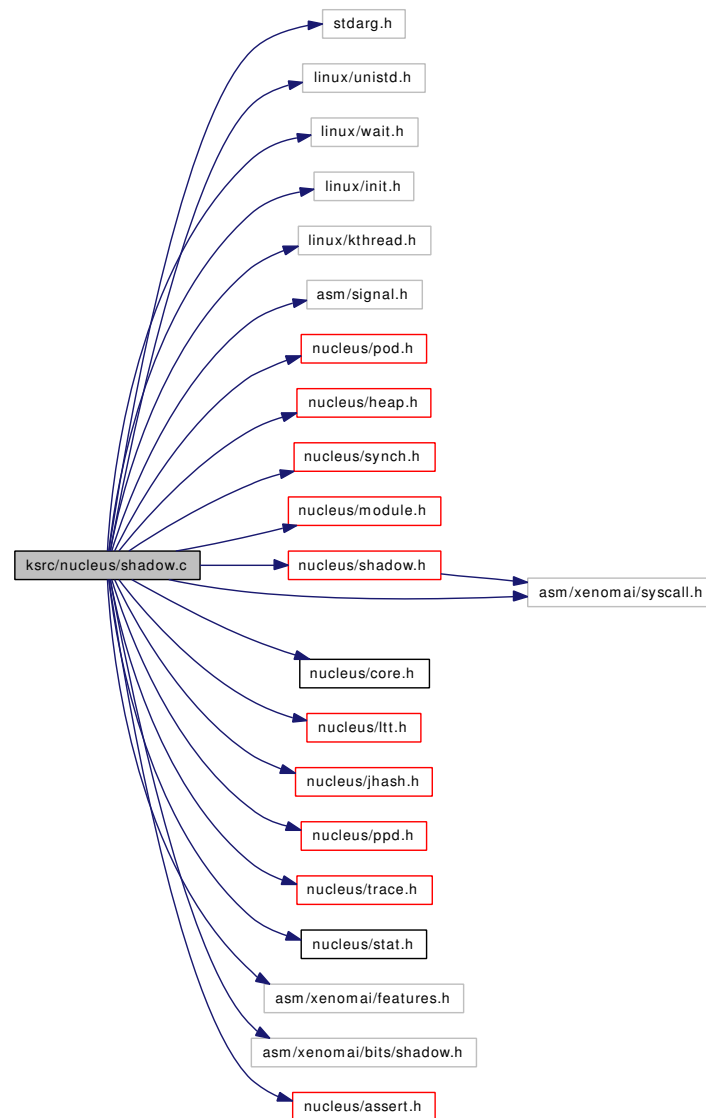 stdarg.h
linux/unistd.h
linux/wait.h
linux/init.h
linux/kthread.h
asm/signal.h
nucleus/pod.h
nucleus/heap.h
nucleus/synch.h
nucleus/module.h
ksrc/nucleus/shadow.c
nucleus/shadow.h
asm/xenomai/syscall.h
nucleus/core.h
nucleus/ltt.h
nucleus/jhash.h
nucleus/ppd.h
nucleus/trace.h
nucleus/stat.h
asm/xenomai/features.h
asm/xenomai/bits/shadow.h
nucleus/assert.h